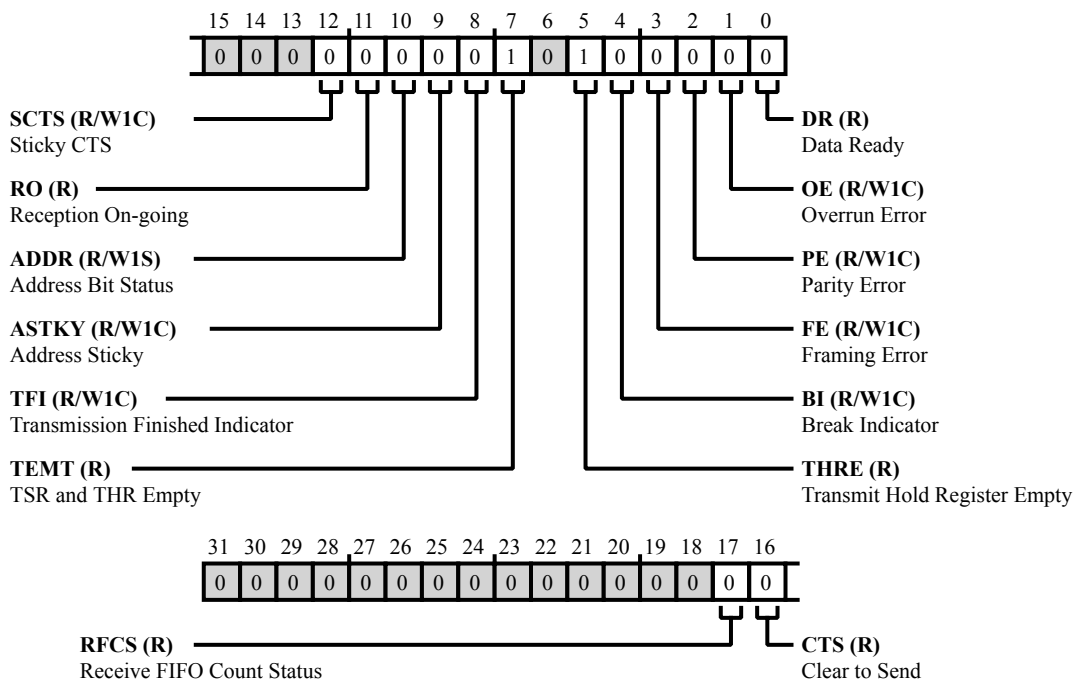 15 14 13 12 11 10 9 8 7 6 5 4 3 2 1 0
0 0 0 0 0 0 0 0 1 0 1 0 0 0 0 0
SCTS (R/W1C)
Sticky CTS
DR (R)
Data Ready
RO (R)
Reception On-going
OE (R/W1C)
Overrun Error
ADDR (R/W1S)
Address Bit Status
PE (R/W1C)
Parity Error
ASTKY (R/W1C)
Address Sticky
FE (R/W1C)
Framing Error
TFI (R/W1C)
Transmission Finished Indicator
BI (R/W1C)
Break Indicator
TEMT (R)
TSR and THR Empty
THRE (R)
Transmit Hold Register Empty
31 30 29 28 27 26 25 24 23 22 21 20 19 18 17 16
0 0 0 0 0 0 0 0 0 0 0 0 0 0 0 0
RFCS (R)
Receive FIFO Count Status
CTS (R)
Clear to Send